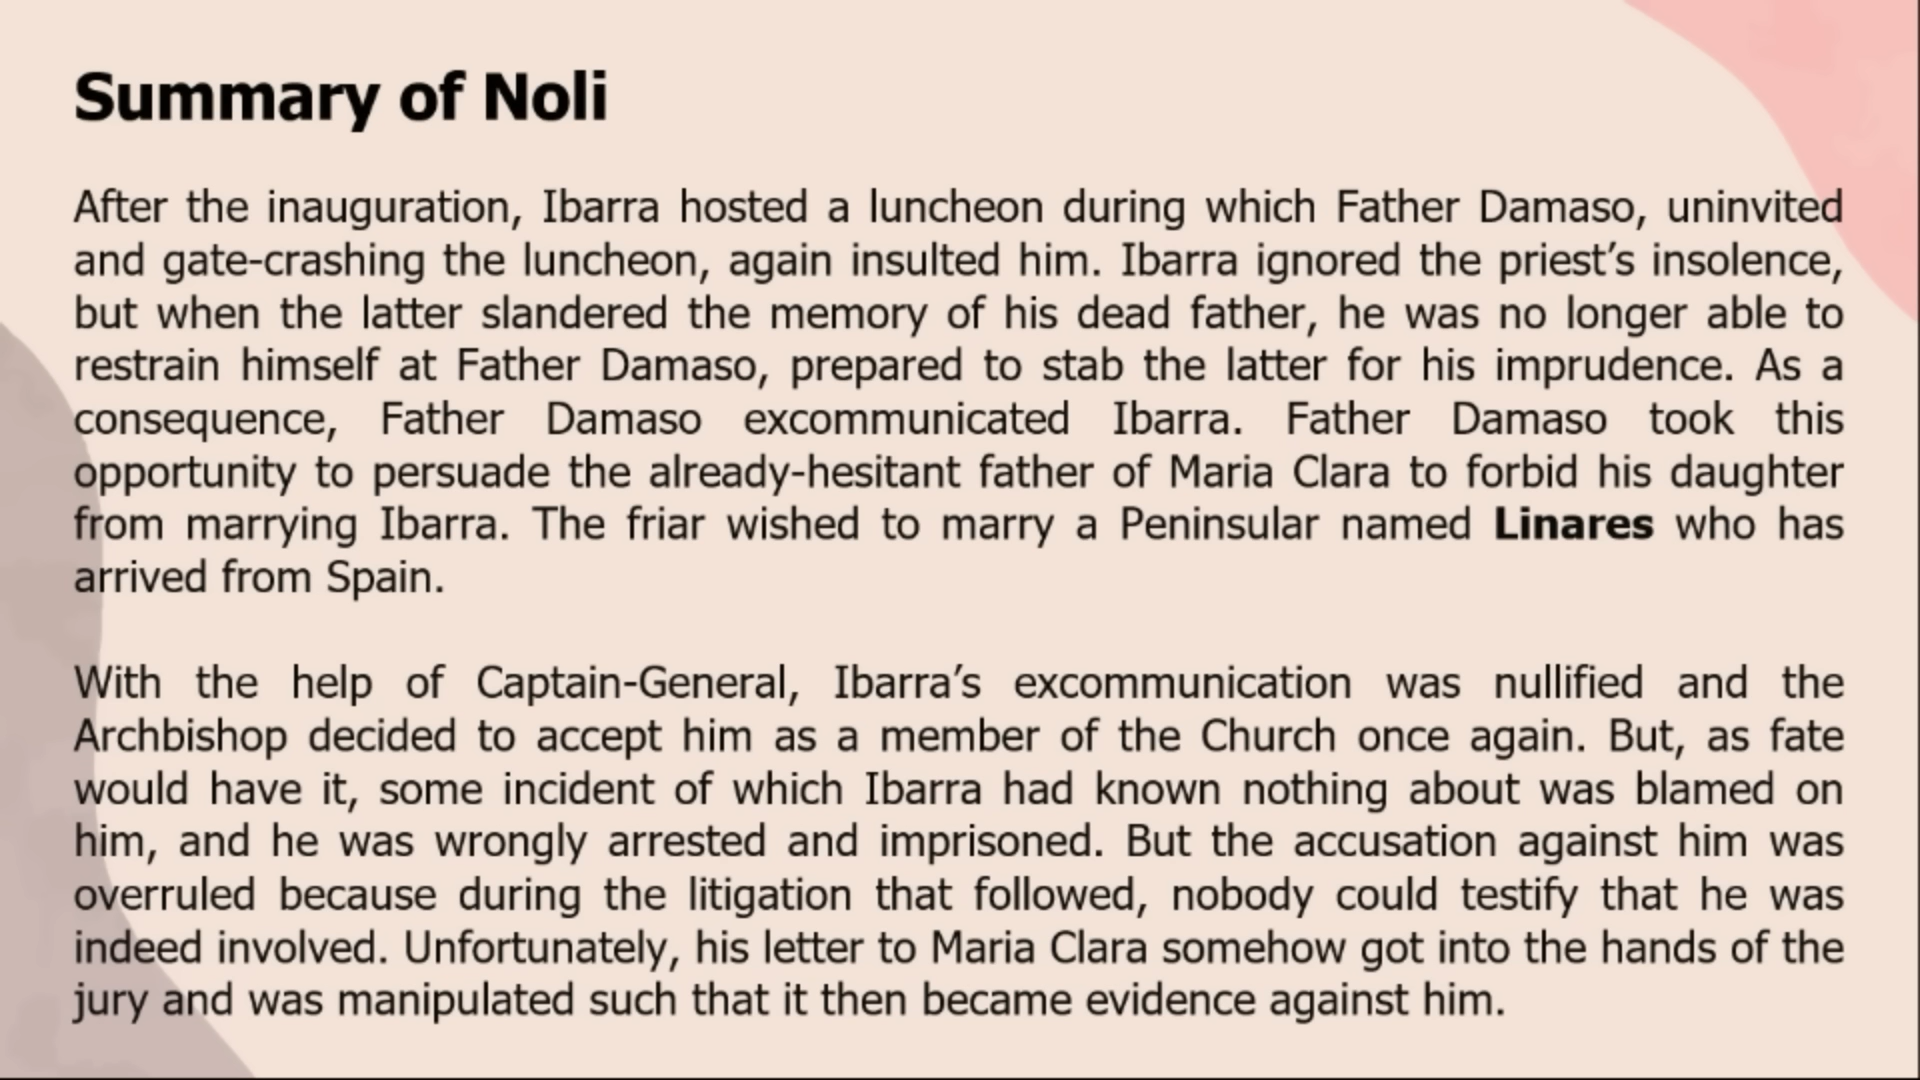 Summary of Noli
After the inauguration, Ibarra hosted a luncheon during which Father Damaso, uninvited
and gate-crashing the luncheon, again insulted him. Ibarra ignored the priest’s insolence,
but when the latter slandered the memory of his dead father, he was no longer able to
restrain himself at Father Damaso, prepared to stab the latter for his imprudence. As a
consequence, Father Damaso excommunicated Ibarra. Father Damaso took this
opportunity to persuade the already-hesitant father of Maria Clara to forbid his daughter
from marrying Ibarra. The friar wished to marry a Peninsular named Linares who has
arrived from Spain.
With the help of Captain-General, Ibarra’s excommunication was nullified and the
Archbishop decided to accept him as a member of the Church once again. But, as fate
would have it, some incident of which Ibarra had known nothing about was blamed on
him, and he was wrongly arrested and imprisoned. But the accusation against him was
overruled because during the litigation that followed, nobody could testify that he was
indeed involved. Unfortunately, his letter to Maria Clara somehow got into the hands of the
jury and was manipulated such that it then became evidence against him.